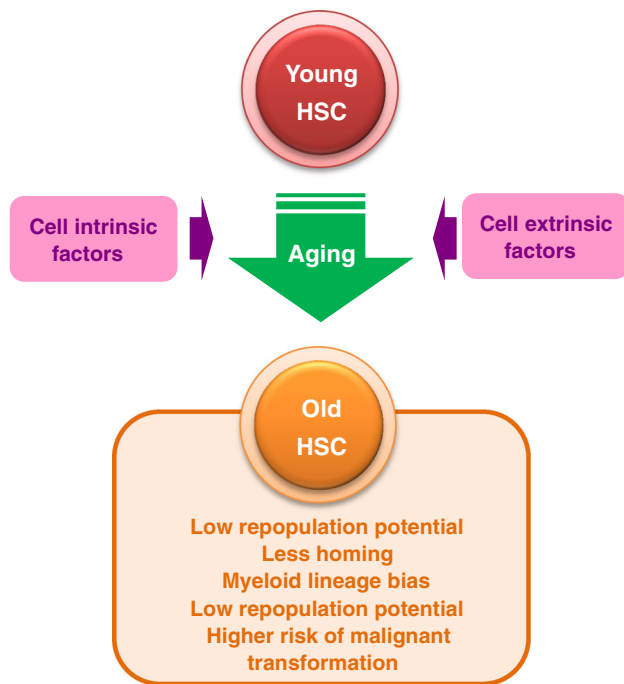 Young
HSC
Cell intrinsic
factors
Aging
Cell extrinsic
factors
Old
HSC
Low repopulation potential
Less homing
Myeloid lineage bias
Low repopulation potential
Higher risk of malignant
transformation